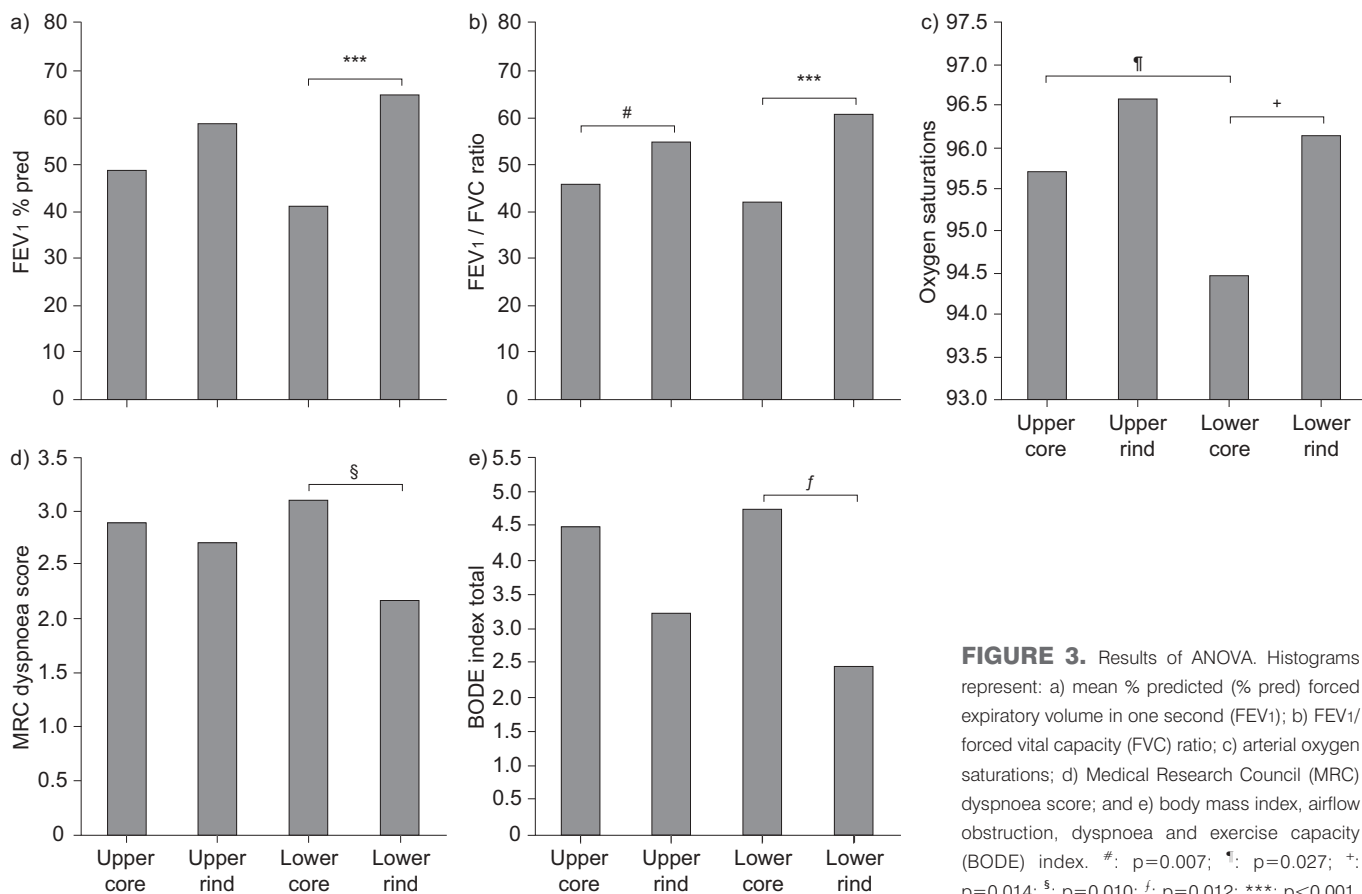 a)
80
70
60
50
40
30
20
10
0
FEV1 % pred
***
b)
80
70
60
50
40
30
20
10
0
FEV1 / FVC ratio
#
***
c)
97.5
97.0
96.5
96.0
95.5
95.0
94.5
94.0
93.5
93.0
Oxygen saturations
¶
+
Upper core
Upper rind
Lower core
Lower rind
d)
3.5
3.0
2.5
2.0
1.5
1.0
0.5
0
MRC dyspnoea score
§
Upper core
Upper rind
Lower core
Lower rind
e)
5.5
5.0
4.5
4.0
3.5
3.0
2.5
2.0
1.5
1.0
0.5
0
BODE index total
ƒ
Upper core
Upper rind
Lower core
Lower rind
FIGURE 3. Results of ANOVA. Histograms
represent: a) mean % predicted (% pred) forced
expiratory volume in one second (FEV1); b) FEV1/
forced vital capacity (FVC) ratio; c) arterial oxygen
saturations; d) Medical Research Council (MRC)
dyspnoea score; and e) body mass index, airflow
obstruction, dyspnoea and exercise capacity
(BODE) index. #: p=0.007; ¶: p=0.027; +:
p=0.014; §: p=0.010; ƒ: p=0.012; ***: p<0.001.